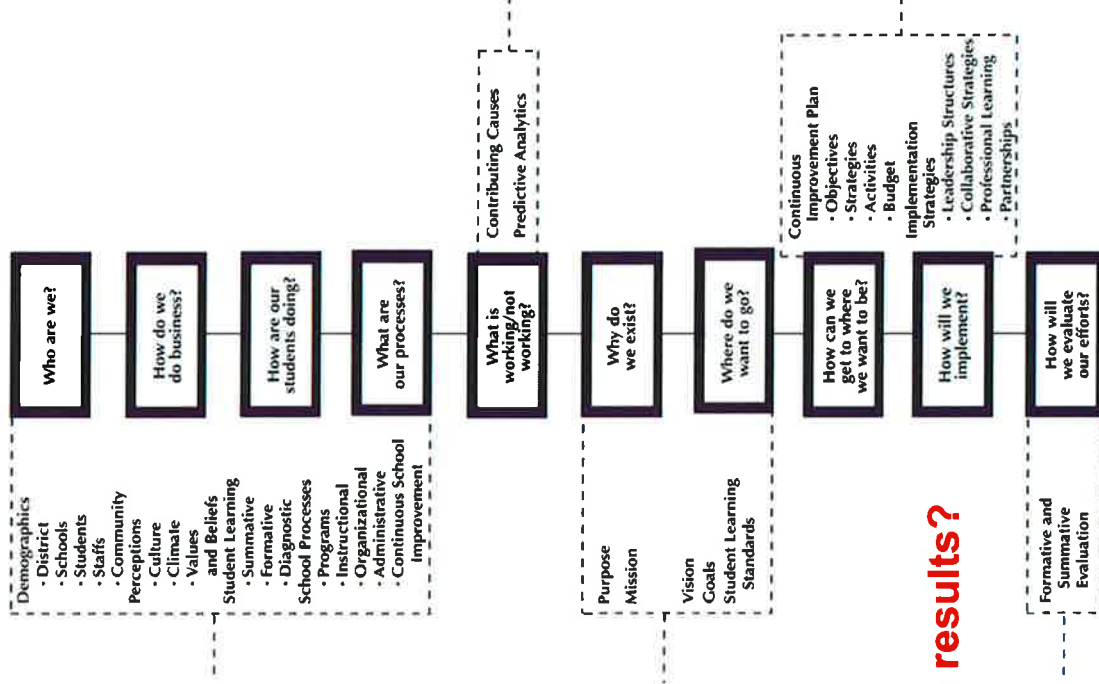 Demographics
• District
• Schools
• Students
• Staffs
• Community
Perceptions
• Culture
• Climate
• Values
and Beliefs
Student Learning
• Summative
• Formative
• Diagnostic
School Processes
• Programs
• Instructional
• Organizational
• Administrative
• Continuous School
Improvement
Who are we?
How do we
do business?
How are our
students doing?
What are
our processes?
What is
working/not
working?
Contributing Causes
Predictive Analytics
Purpose
Mission
Vision
Goals
Student Learning
Standards
Why do
we exist?
Where do we
want to go?
How can we
get to where
we want to be?
How will we
implement?
Continuous
Improvement Plan
• Objectives
• Strategies
• Activities
• Budget
Implementation
Strategies
• Leadership Structures
• Collaborative Strategies
• Professional Learning
• Partnerships
results?
• Formative and
Summative
Evaluation
How will
we evaluate
our efforts?